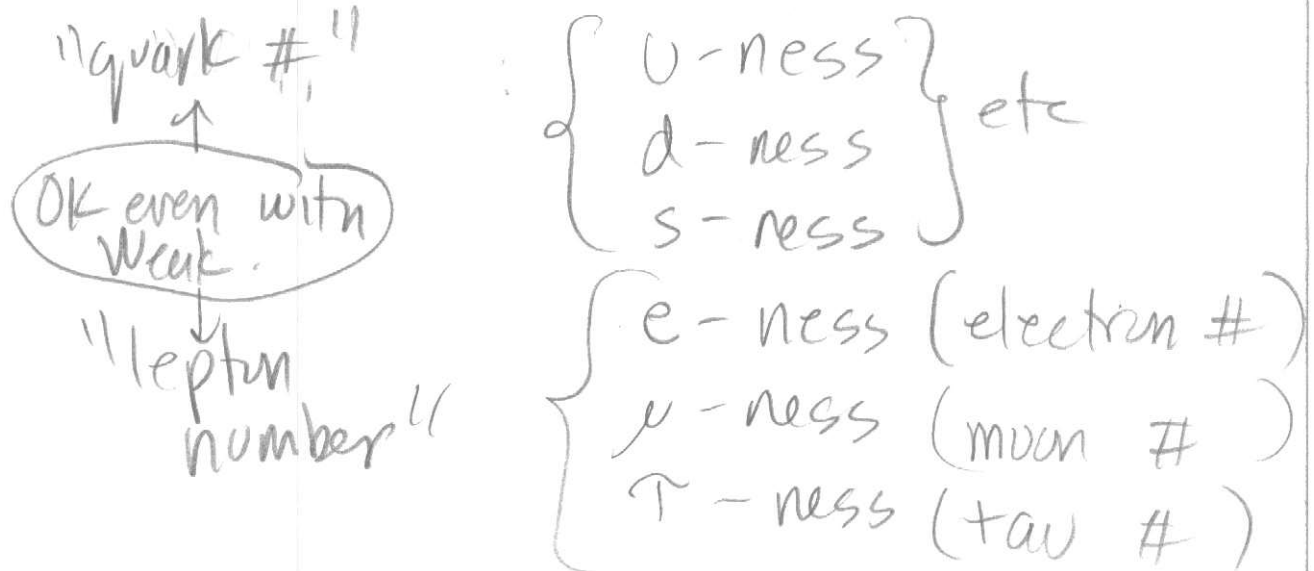 "quark #"
OK even with
Weak.
"lepton
number"
{ u-ness } etc
d-ness
s-ness
{ e-ness (electron #)
μ-ness (muon #)
τ-ness (tau #)